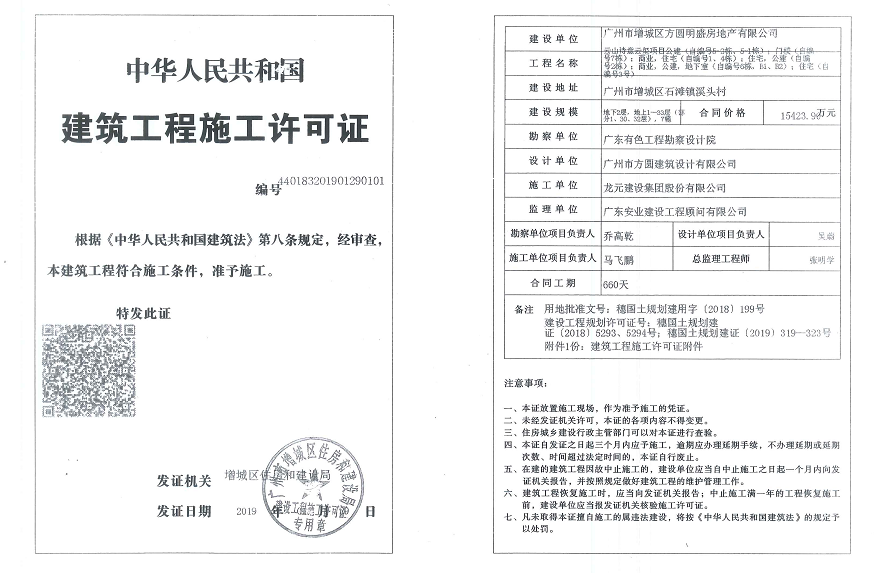 中华人民共和国
建筑工程施工许可证
编号 440183201901290101
根据《中华人民共和国建筑法》第八条规定，经审查，
本建筑工程符合施工条件，准予施工。
特发此证
发证机关 增城区住房和建设局
发证日期 2019 年 月 日
广州市增城区住房和建设局
建设工程施工许可
专用章
建设单位 广州市增城区方圆明盛房地产有限公司
工程名称 云山诗意云玺项目公建（自编号5-2栋、5-1栋）；门楼（自编
号7栋）；商业，住宅（自编号1、4栋）；住宅，公建（自编
号2栋）；商业，公建，地下室（自编号6栋，B1、B2）；住宅（自
编号3号）
建设地址 广州市增城区石滩镇溪头村
建设规模 地下2层，地上1--33层（部
分1、30、32层），7幢
合同价格 15423.96万元
勘察单位 广东有色工程勘察设计院
设计单位 广州市方圆建筑设计有限公司
施工单位 龙元建设集团股份有限公司
监理单位 广东安业建设工程顾问有限公司
勘察单位项目负责人 乔高乾 设计单位项目负责人 吴瀚
施工单位项目负责人 马飞鹏 总监理工程师 张明学
合同工期 660天
备注 用地批准文号：穗国土规划建用字〔2018〕199号
建设工程规划许可证号：穗国土规划建
证〔2018〕5293、5294号；穗国土规划建证〔2019〕319--323号
附件1份：建筑工程施工许可证附件
注意事项：
一、本证放置施工现场，作为准予施工的凭证。
二、未经发证机关许可，本证的各项内容不得变更。
三、住房城乡建设行政主管部门可以对本证进行查验。
四、本证自发证之日起三个月内应予施工，逾期应办理延期手续，不办理延期或延期
次数、时间超过法定时间的，本证自行废止。
五、在建的建筑工程因故中止施工的，建设单位应当自中止施工之日起一个月内向发
证机关报告，并按照规定做好建筑工程的维护管理工作。
六、建筑工程恢复施工时，应当向发证机关报告；中止施工满一年的工程恢复施工
前，建设单位应当报发证机关核验施工许可证。
七、凡未取得本证擅自施工的属违法建设，将按《中华人民共和国建筑法》的规定予
以处罚。